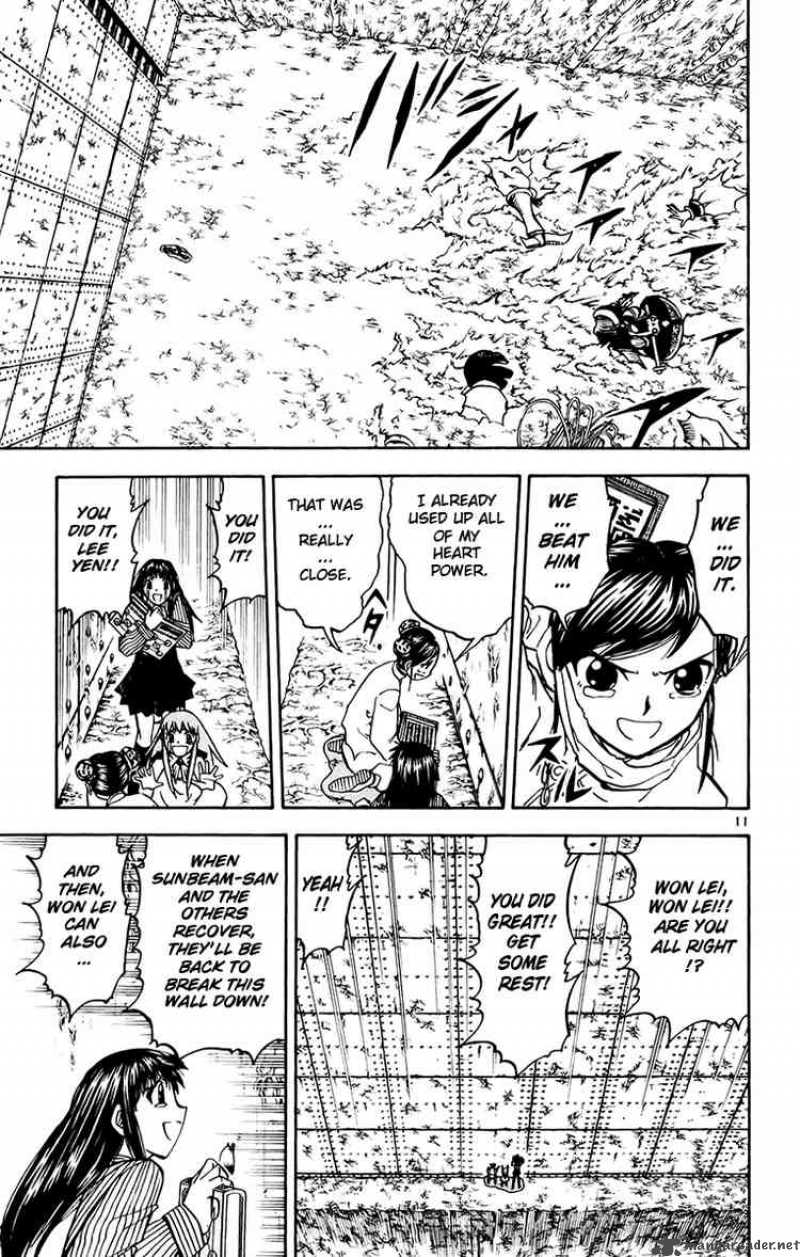 WE
...
DID
IT.
WE
...
BEAT
HIM
...
I ALREADY
USED UP ALL
OF MY
HEART
POWER.
THAT WAS
...
REALLY
...
CLOSE.
YOU
DID
IT!
YOU
DID IT,
LEE
YEN!!
11
WON LEI,
WON LEI!!
ARE YOU
ALL RIGHT
!?
YOU DID
GREAT!!
GET
SOME
REST!
YEAH
!!
WHEN
SUNBEAM-SAN
AND THE
OTHERS
RECOVER,
THEY'LL BE
BACK TO
BREAK THIS
WALL DOWN!
AND
THEN,
WON LEI
CAN
ALSO
...
mangareader.net